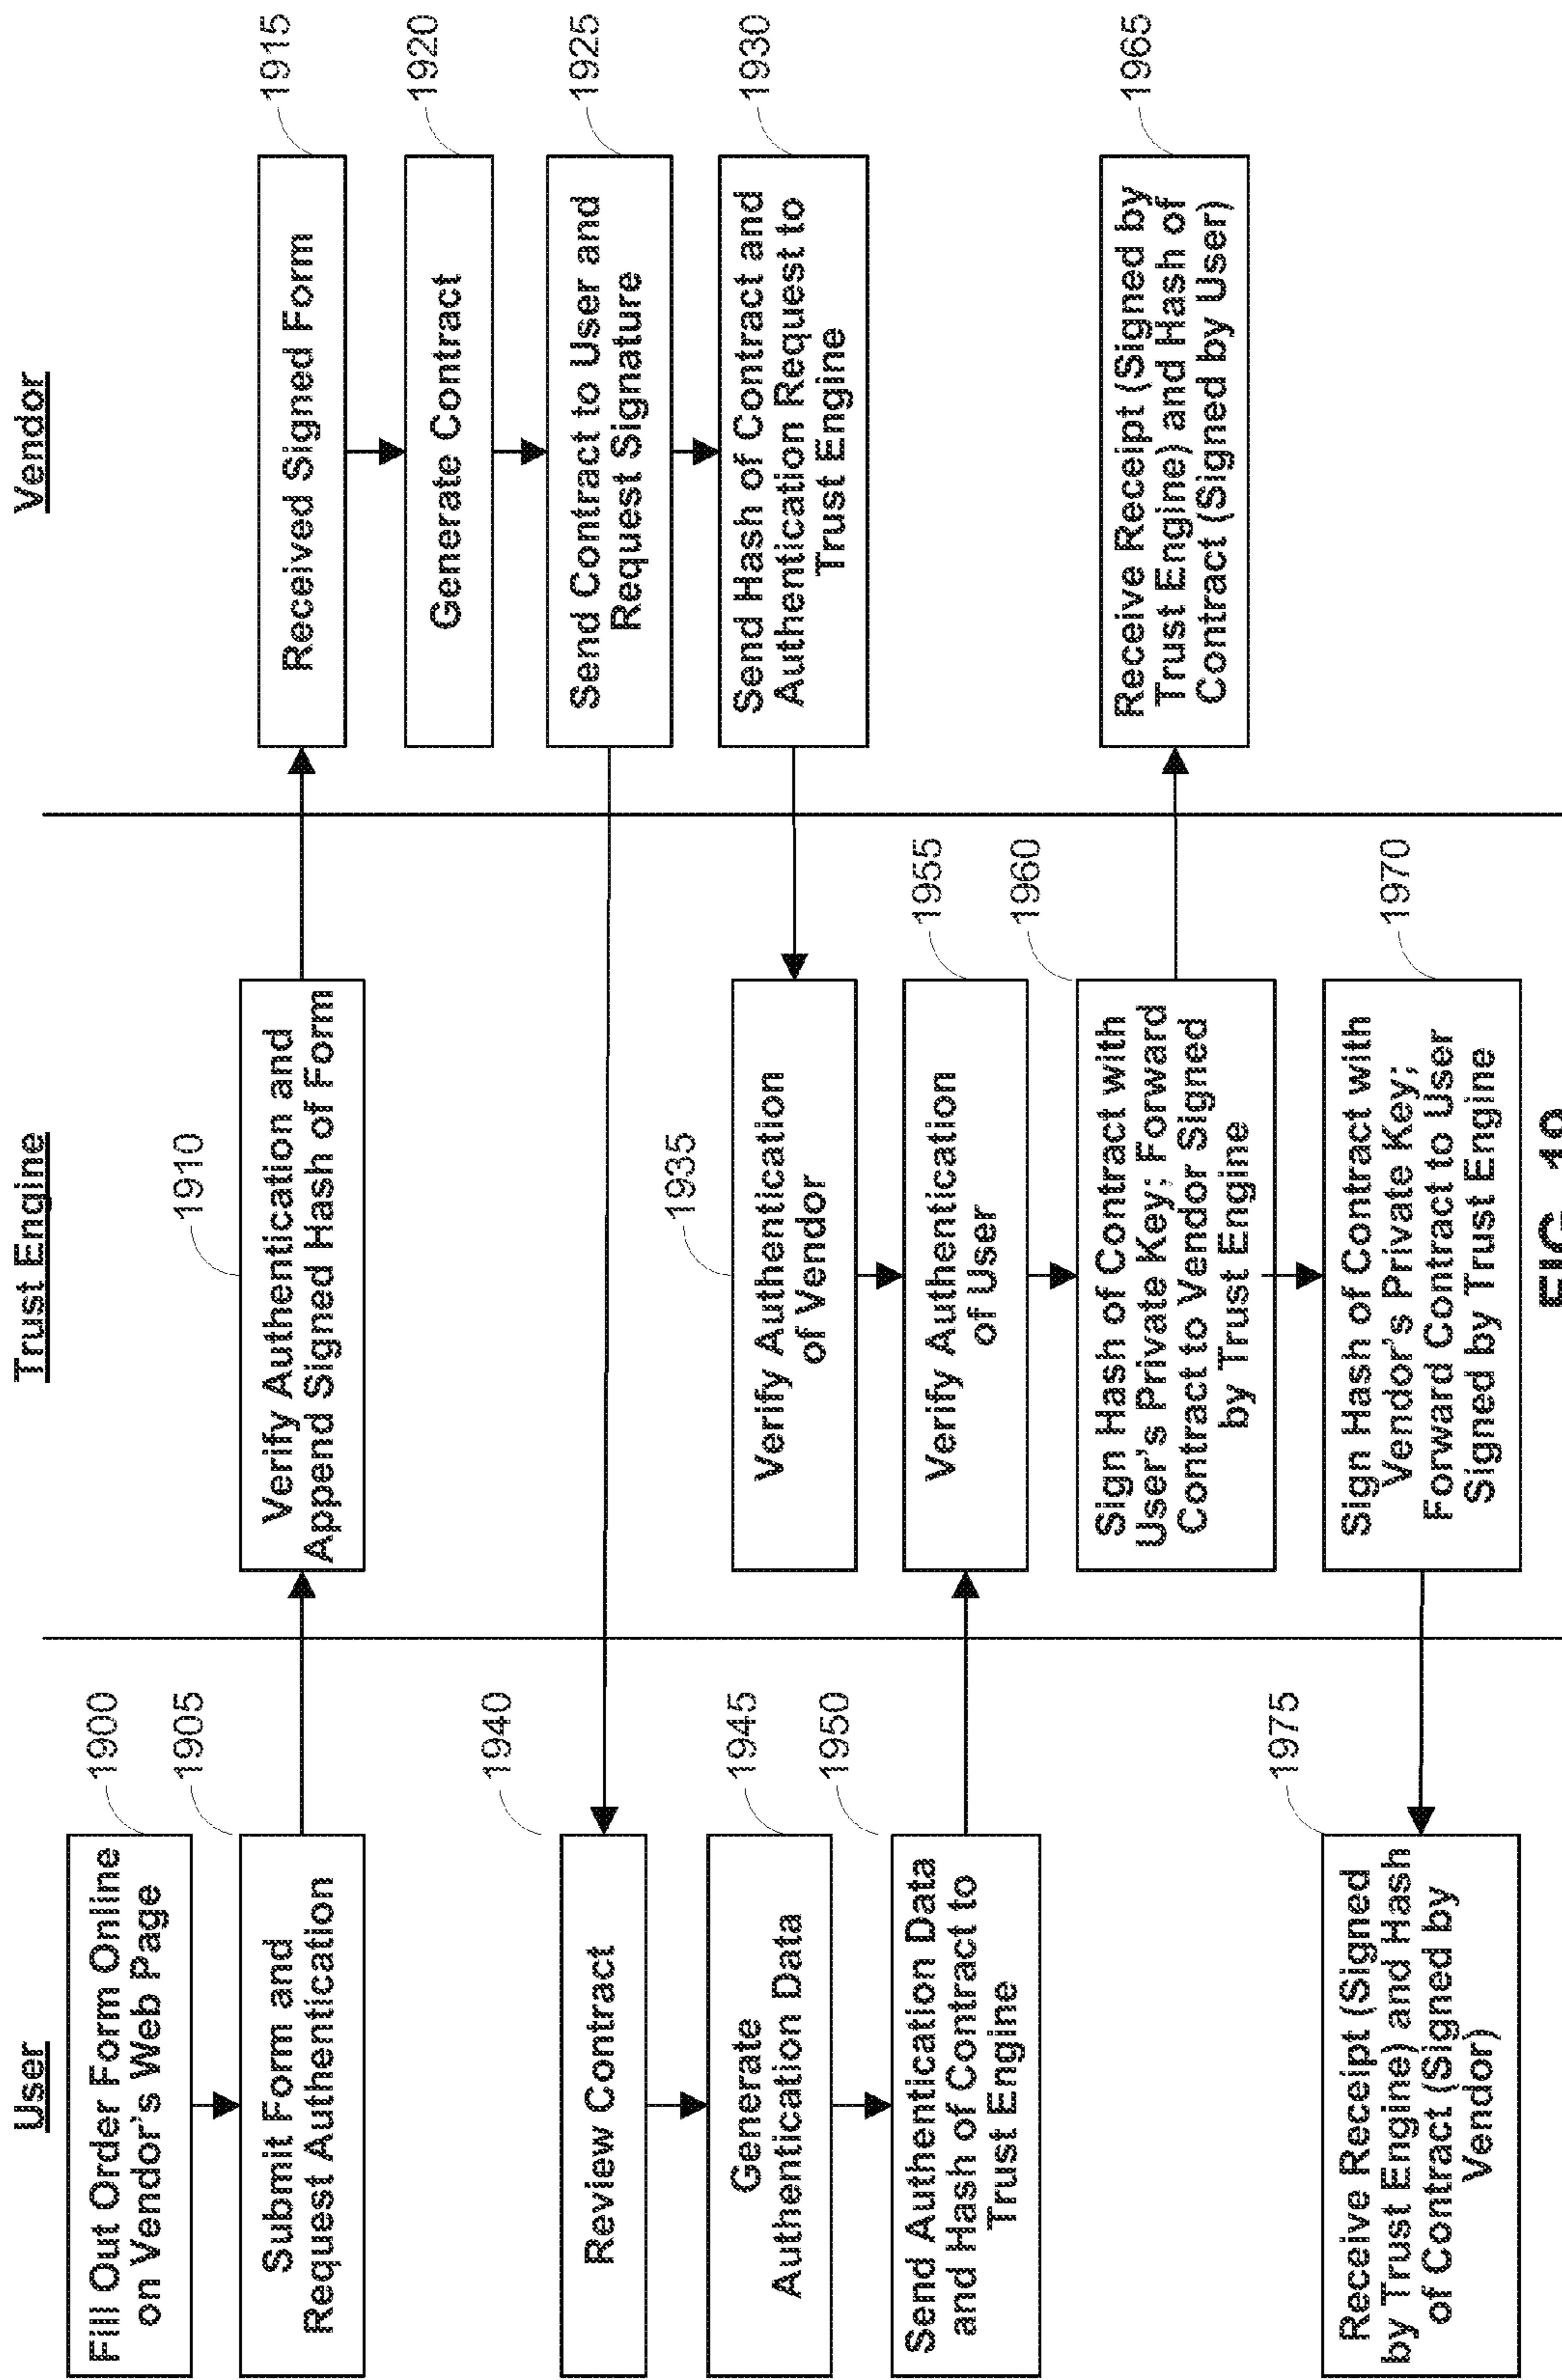 User
Fill Out Order Form Online
on Vendor's Web Page
1900
Submit Form and
Request Authentication
1905
Review Contract
1940
Generate
Authentication Data
1945
Send Authentication Data
and Hash of Contract to
Trust Engine
1950
Receive Receipt (Signed
by Trust Engine) and Hash
of Contract (Signed by
Vendor)
1975
Trust Engine
Verify Authentication and
Append Signed Hash of Form
1910
Verify Authentication
of Vendor
1935
Verify Authentication
of User
1955
Sign Hash of Contract with
User's Private Key; Forward
Contract to Vendor Signed
by Trust Engine
1960
Sign Hash of Contract with
Vendor's Private Key;
Forward Contract to User
Signed by Trust Engine
1970
Vendor
Received Signed Form
1915
Generate Contract
1920
Send Contract to User and
Request Signature
1925
Send Hash of Contract and
Authentication Request to
Trust Engine
1930
Receive Receipt (Signed by
Trust Engine) and Hash of
Contract (Signed by User)
1965
FIG.